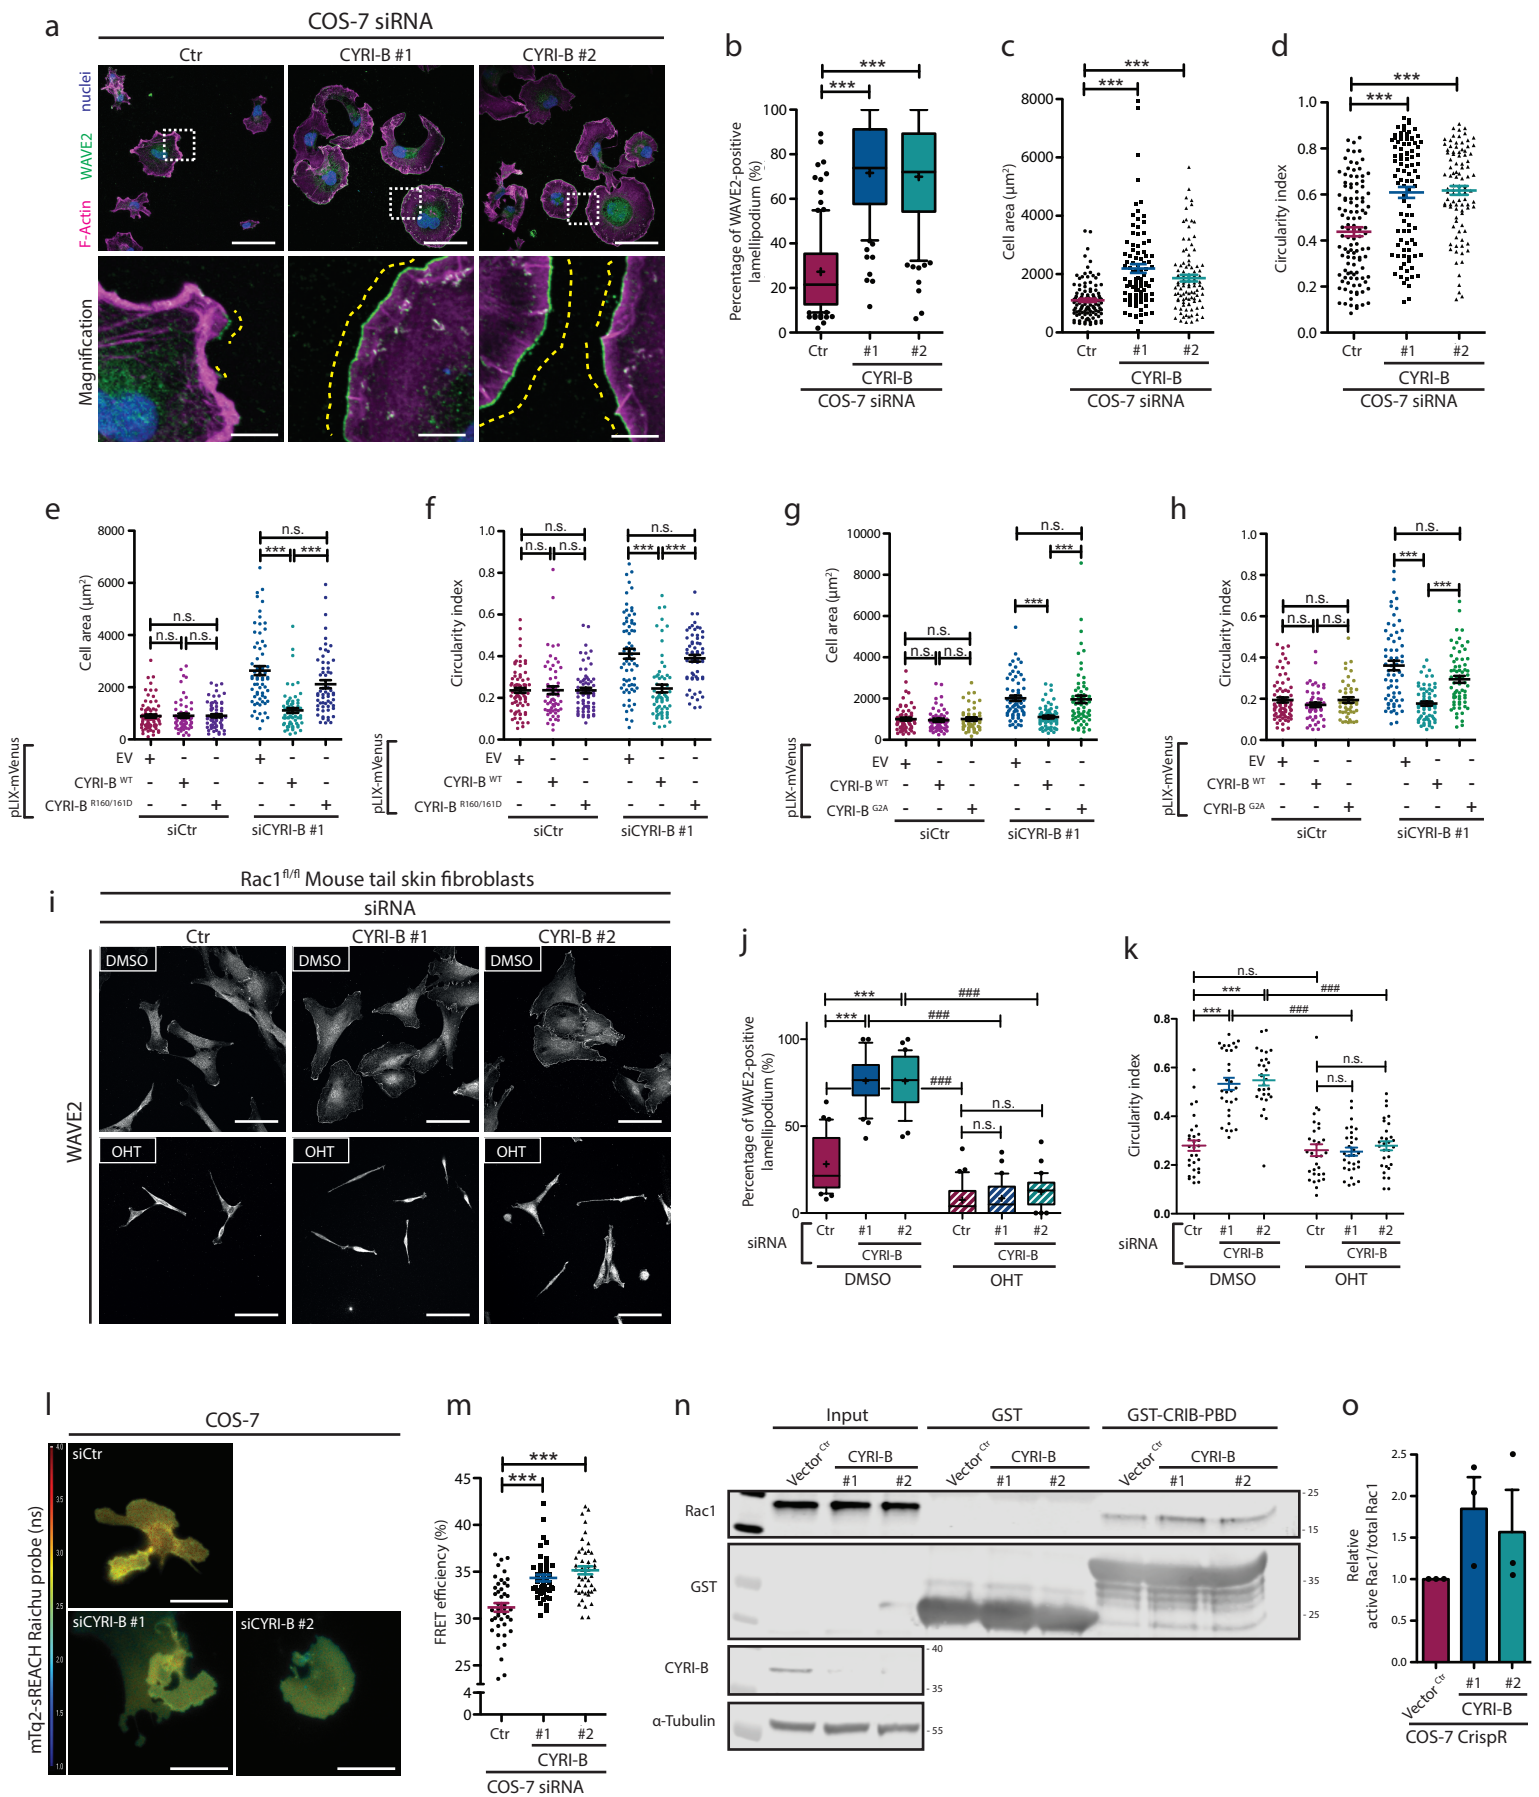 a
COS-7 siRNA
Ctr
CYRI-B #1
CYRI-B #2
F-Actin WAVE2 nuclei
Magnification
b
Percentage of WAVE2-positive
lamellipodium (%)
100
80
60
40
20
0
***
***
Ctr
#1
#2
CYRI-B
COS-7 siRNA
c
Cell area (µm²)
8000
6000
4000
2000
0
***
***
Ctr
#1
#2
CYRI-B
COS-7 siRNA
d
Circularity index
1.0
0.8
0.6
0.4
0.2
0.0
***
***
Ctr
#1
#2
CYRI-B
COS-7 siRNA
e
Cell area (µm²)
8000
6000
4000
2000
0
n.s.
n.s. n.s.
n.s.
*** ***
pLIX-mVenus
EV + - - + - -
CYRI-B WT - + - - + -
CYRI-B R160/161D - - + - - +
siCtr
siCYRI-B #1
f
Circularity index
1.0
0.8
0.6
0.4
0.2
0.0
n.s.
n.s. n.s.
n.s.
*** ***
pLIX-mVenus
EV + - - + - -
CYRI-B WT - + - - + -
CYRI-B R160/161D - - + - - +
siCtr
siCYRI-B #1
g
Cell area (µm²)
10000
8000
6000
4000
2000
0
n.s.
n.s. n.s.
n.s.
***
***
pLIX-mVenus
EV + - - + - -
CYRI-B WT - + - - + -
CYRI-B G2A - - + - - +
siCtr
siCYRI-B #1
h
Circularity index
1.0
0.8
0.6
0.4
0.2
0.0
n.s.
n.s. n.s.
n.s.
***
***
pLIX-mVenus
EV + - - + - -
CYRI-B WT - + - - + -
CYRI-B G2A - - + - - +
siCtr
siCYRI-B #1
i
Rac1fl/fl Mouse tail skin fibroblasts
siRNA
Ctr
CYRI-B #1
CYRI-B #2
WAVE2
DMSO
DMSO
DMSO
OHT
OHT
OHT
j
Percentage of WAVE2-positive
lamellipodium (%)
100
50
0
*** ###
*** ###
###
n.s.
n.s.
siRNA
Ctr #1 #2 Ctr #1 #2
CYRI-B CYRI-B
DMSO OHT
k
Circularity index
0.8
0.6
0.4
0.2
0.0
n.s.
*** ###
*** ###
n.s.
n.s.
siRNA
Ctr #1 #2 Ctr #1 #2
CYRI-B CYRI-B
DMSO OHT
l
COS-7
mTq2-sREACH Raichu probe (ns)
4.0
3.5
3.0
2.5
2.0
1.5
1.0
siCtr
siCYRI-B #1
siCYRI-B #2
m
FRET efficiency (%)
45
40
35
30
25
4
0
***
***
Ctr
#1
#2
CYRI-B
COS-7 siRNA
n
Input GST GST-CRIB-PBD
Vector Ctr CYRI-B Vector Ctr CYRI-B Vector Ctr CYRI-B
#1 #2 #1 #2 #1 #2
Rac1
- 25
- 15
GST
- 35
- 25
CYRI-B
- 40
- 35
α-Tubulin
- 55
o
Relative
active Rac1/total Rac1
2.5
2.0
1.5
1.0
0.5
0.0
Vector Ctr
#1
#2
CYRI-B
COS-7 CrispR